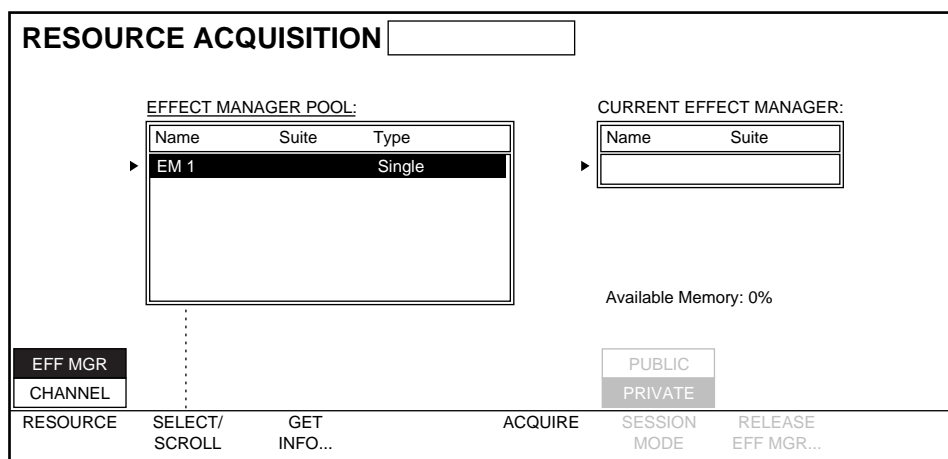 RESOURCE ACQUISITION
EFFECT MANAGER POOL:
Name Suite Type
EM 1 Single
CURRENT EFFECT MANAGER:
Name Suite
Available Memory: 0%
EFF MGR
CHANNEL
PUBLIC
PRIVATE
RESOURCE
SELECT/
SCROLL
GET
INFO...
ACQUIRE
SESSION
MODE
RELEASE
EFF MGR...